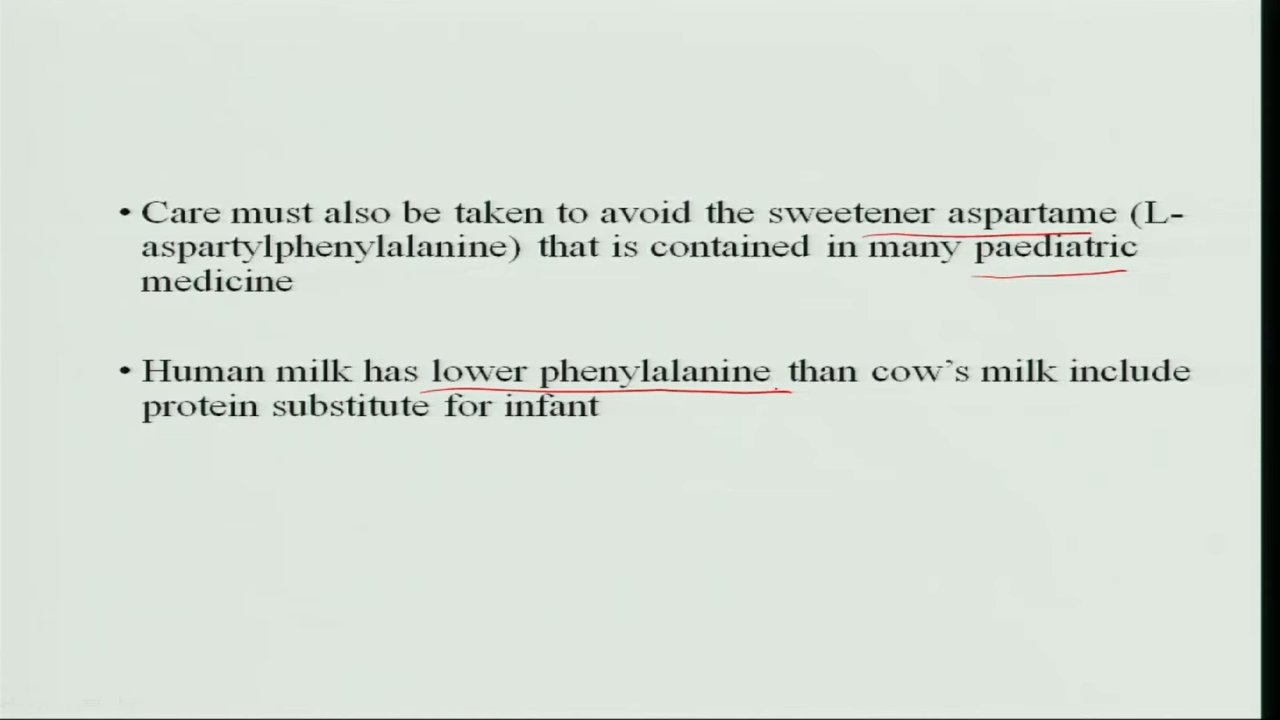 • Care must also be taken to avoid the sweetener aspartame (L-
aspartylphenylalanine) that is contained in many paediatric
medicine
• Human milk has lower phenylalanine than cow's milk include
protein substitute for infant